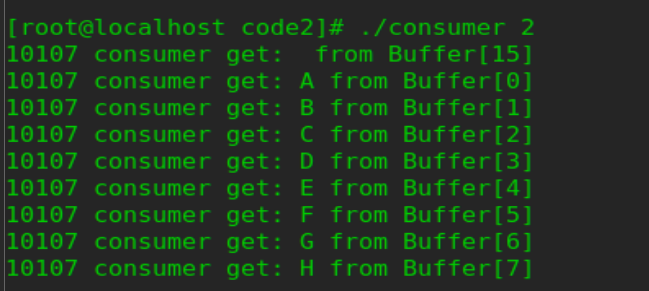 [root@localhost code2]# ./consumer 2
10107 consumer get:   from Buffer[15]
10107 consumer get: A from Buffer[0]
10107 consumer get: B from Buffer[1]
10107 consumer get: C from Buffer[2]
10107 consumer get: D from Buffer[3]
10107 consumer get: E from Buffer[4]
10107 consumer get: F from Buffer[5]
10107 consumer get: G from Buffer[6]
10107 consumer get: H from Buffer[7]